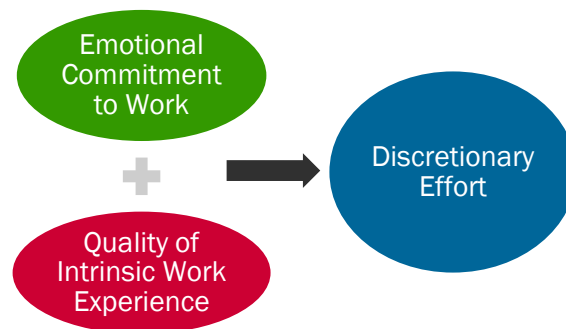 Emotional
Commitment
to Work
Quality of
Intrinsic Work
Experience
Discretionary
Effort